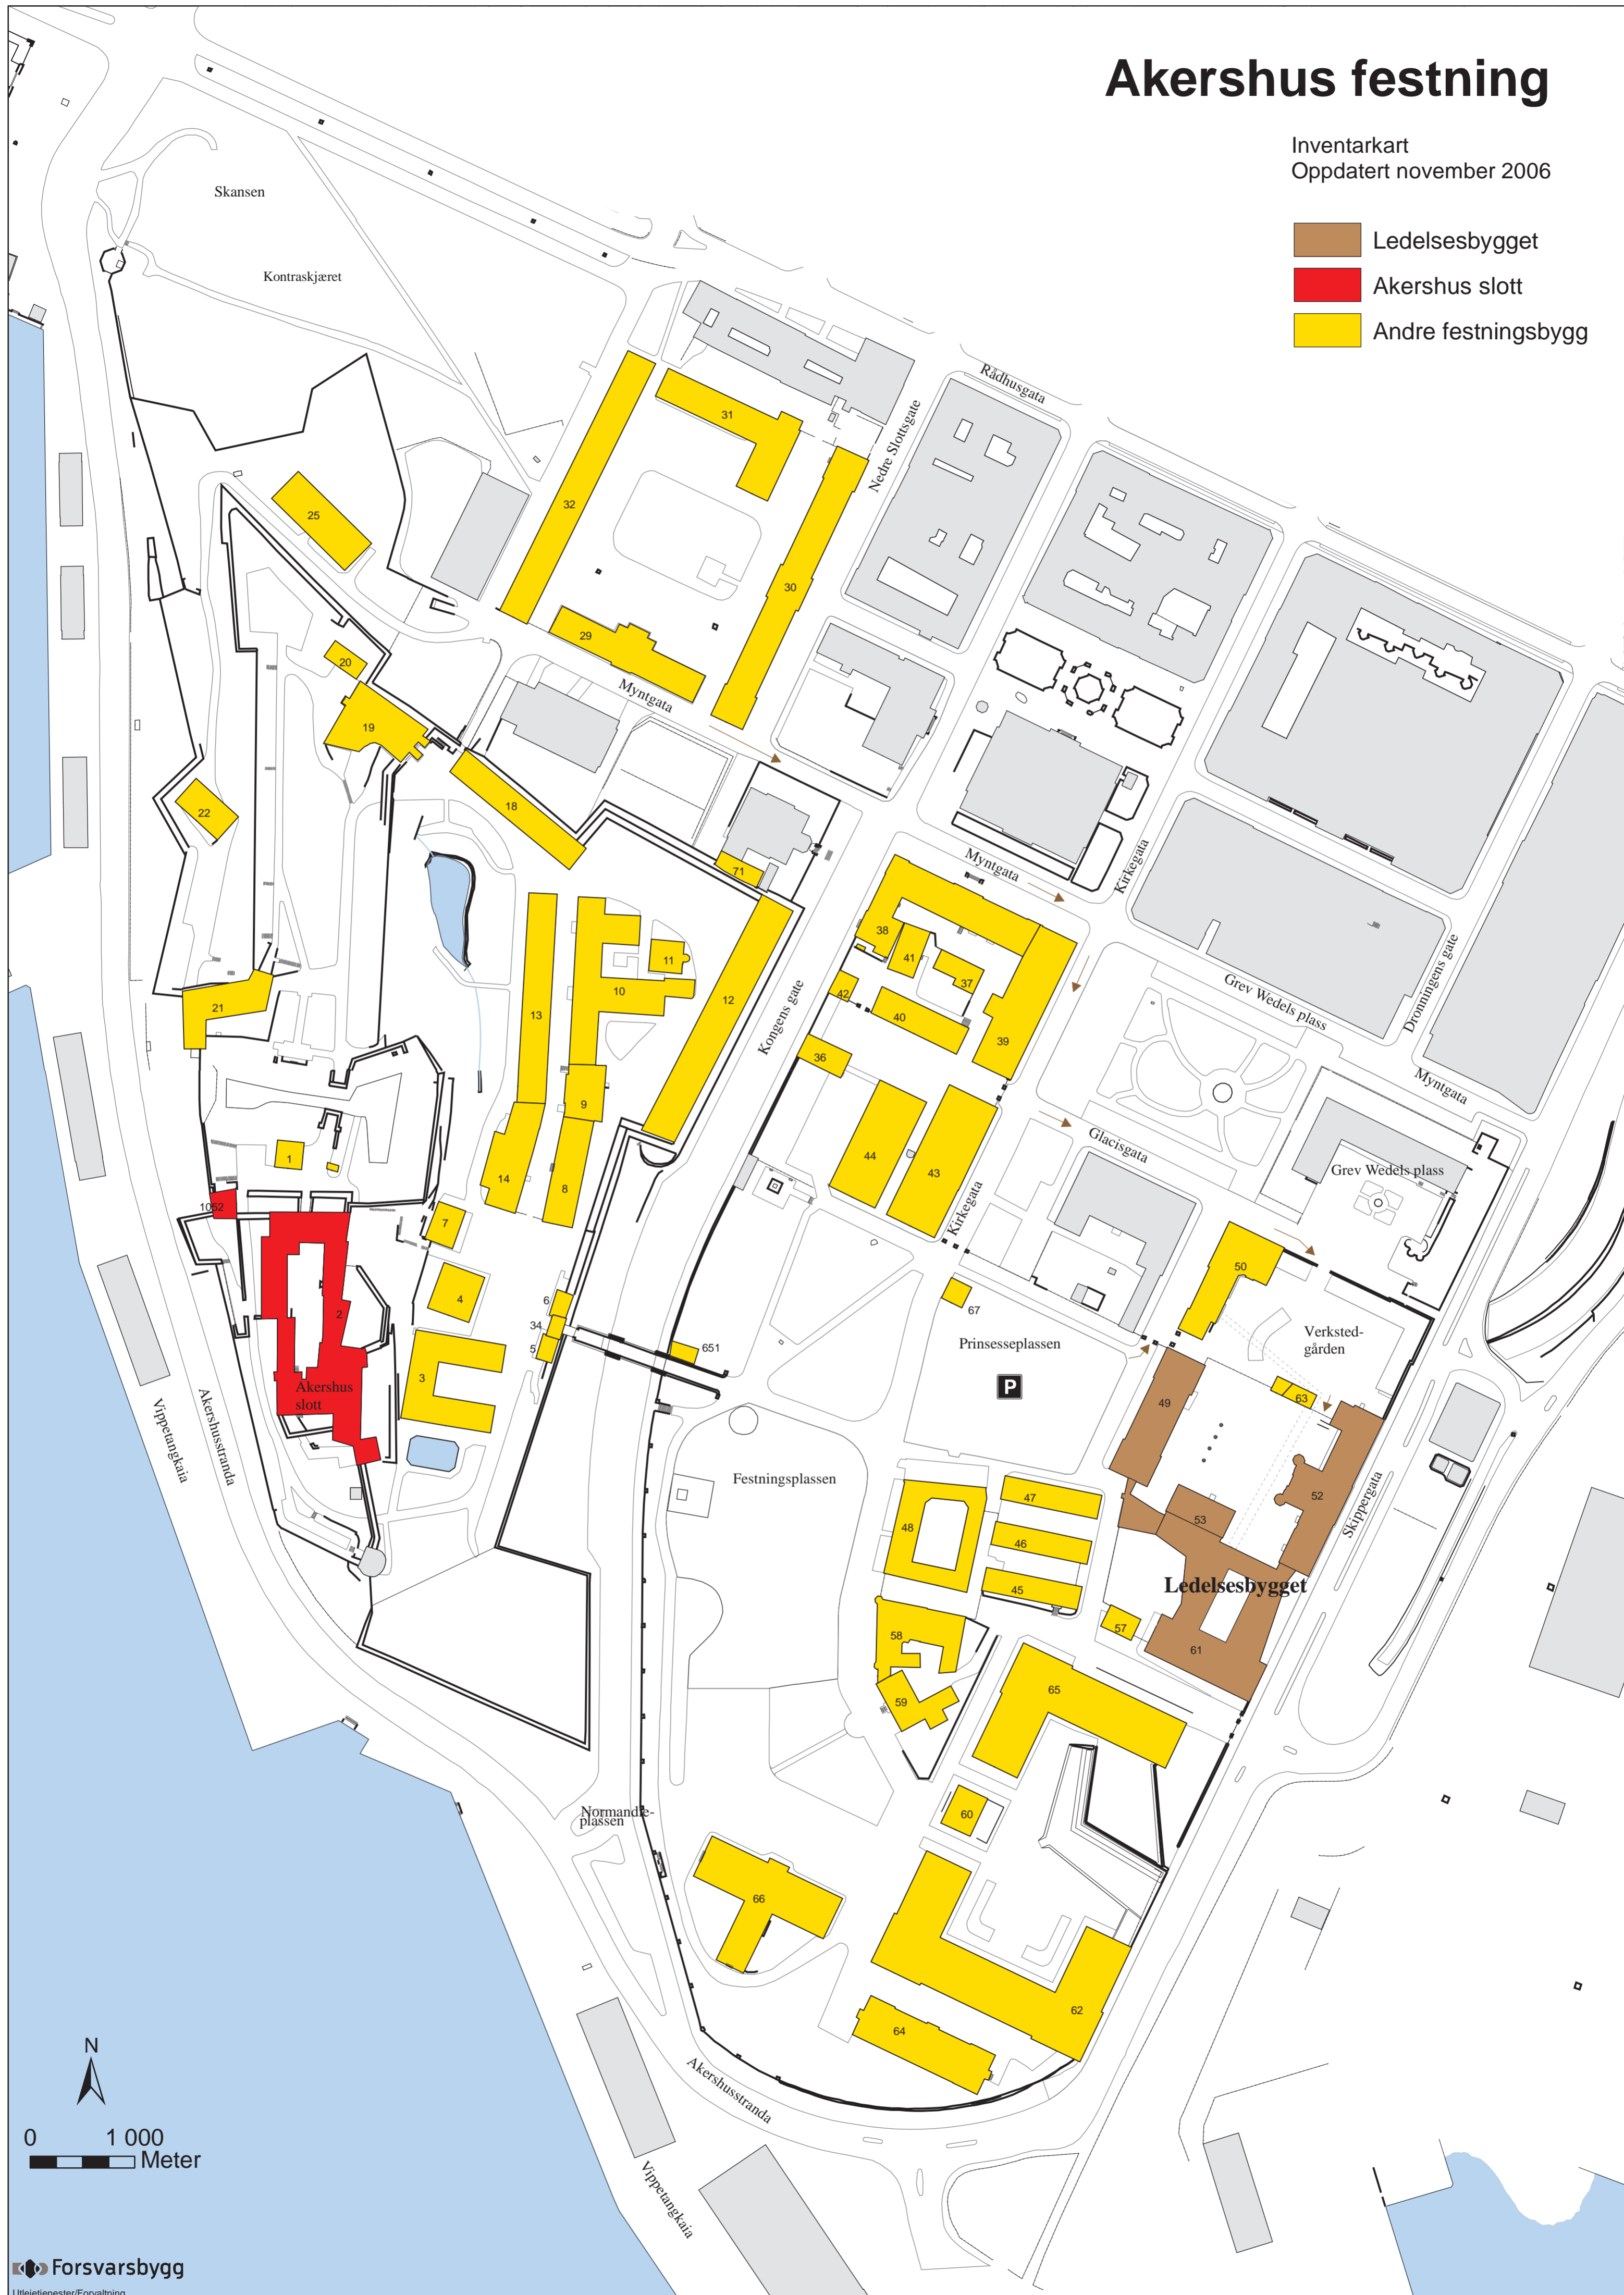 Akershus festning
Inventarkart
Oppdatert november 2006
Ledelsesbygget
Akershus slott
Andre festningsbygg
Skansen
Kontraskjæret
Rådhusgata
Nedre Slottsgate
31
32
25
30
29
20
Myntgata
19
22
18
71
Myntgata
Kirkegata
38
41
37
42
40
39
11
10
12
13
21
36
Kongens gate
Grev Wedels plass
Dronningens gate
Myntgata
9
1
14
8
44
43
Glacisgata
Kirkegata
Grev Wedels plass
1052
7
2
4
6
34
5
651
3
67
Prinsesseplassen
P
50
Verksted-
gården
63
49
Akershus
slott
Akershusstranda
Vippetangkaia
Festningsplassen
47
48
46
45
53
52
Skippergata
Ledelsesbygget
57
61
58
59
65
60
Normandie-
plassen
66
62
64
Akershusstranda
Vippetangkaia
N
0 1 000
Meter
Forsvarsbygg
Utleietjenester/Forvaltning